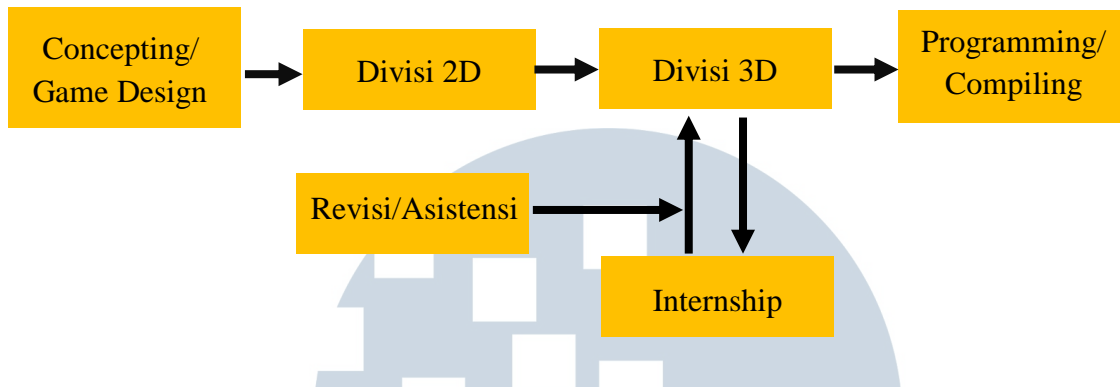 Concepting/
Game Design
Divisi 2D
Divisi 3D
Programming/
Compiling
Revisi/Asistensi
Internship